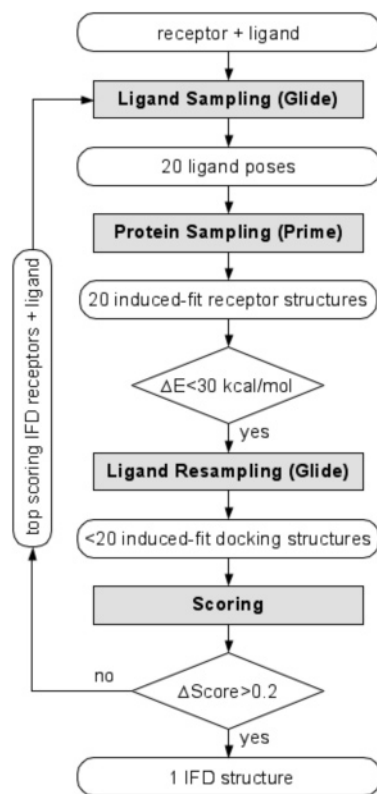 receptor + ligand
Ligand Sampling (Glide)
20 ligand poses
Protein Sampling (Prime)
20 induced-fit receptor structures
ΔE<30 kcal/mol
yes
Ligand Resampling (Glide)
<20 induced-fit docking structures
Scoring
no
ΔScore>0.2
yes
1 IFD structure
top scoring IFD receptors + ligand